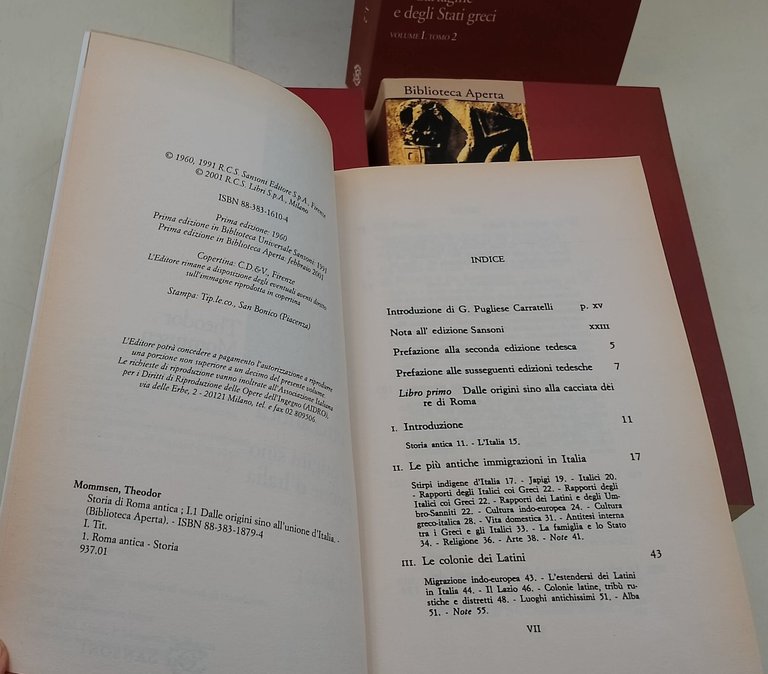 e degli Stati greci
VOLUME I, TOMO 2
Biblioteca Aperta
© 1960, 1991 R.C.S. Sansoni Editore S.p.A., Firenze
© 2001 R.C.S. Libri S.p.A., Milano
ISBN 88-383-1610-4
Prima edizione: 1960
Prima edizione in Biblioteca Universale Sansoni: 1991
Prima edizione in Biblioteca Aperta: febbraio 2001
Copertina: C.D.&V., Firenze
L'Editore rimane a disposizione degli eventuali aventi diritto
sull'immagine riprodotta in copertina
Stampa: Tip.le.co., San Bonico (Piacenza)
L'Editore potrà concedere a pagamento l'autorizzazione a riprodurre
una porzione non superiore a un decimo del presente volume.
Le richieste di riproduzione vanno inoltrate all'Associazione Italiana
per i Diritti di Riproduzione delle Opere dell'Ingegno (AIDRO),
via delle Erbe, 2 - 20121 Milano, tel. e fax 02 809506.
Mommsen, Theodor
Storia di Roma antica ; I.1 Dalle origini sino all'unione d'Italia. -
(Biblioteca Aperta). - ISBN 88-383-1879-4
I. Tit.
1. Roma antica - Storia
937.01
INDICE
Introduzione di G. Pugliese Carratelli p. XV
Nota all' edizione Sansoni XXIII
Prefazione alla seconda edizione tedesca 5
Prefazione alle susseguenti edizioni tedesche 7
Libro primo Dalle origini sino alla cacciata dei
re di Roma
I. Introduzione 11
Storia antica 11. - L'Italia 15.
II. Le più antiche immigrazioni in Italia 17
Stirpi indigene d'Italia 17. - Japigi 19. - Italici 20.
- Rapporti degli Italici coi Greci 22. - Rapporti degli
Italici coi Greci 22. - Rapporti dei Latini e degli Um-
bro-Sanniti 22. - Cultura indo-europea 24. - Cultura
greco-italica 28. - Vita domestica 31. - Antitesi interna
tra i Greci e gli Italici 33. - La famiglia e lo Stato
34. - Religione 36. - Arte 38. - Note 41.
III. Le colonie dei Latini 43
Migrazione indo-europea 43. - L'estendersi dei Latini
in Italia 44. - Il Lazio 46. - Colonie latine, tribù ru-
stiche e distretti 48. - Luoghi antichissimi 51. - Alba
51. - Note 55.
VII